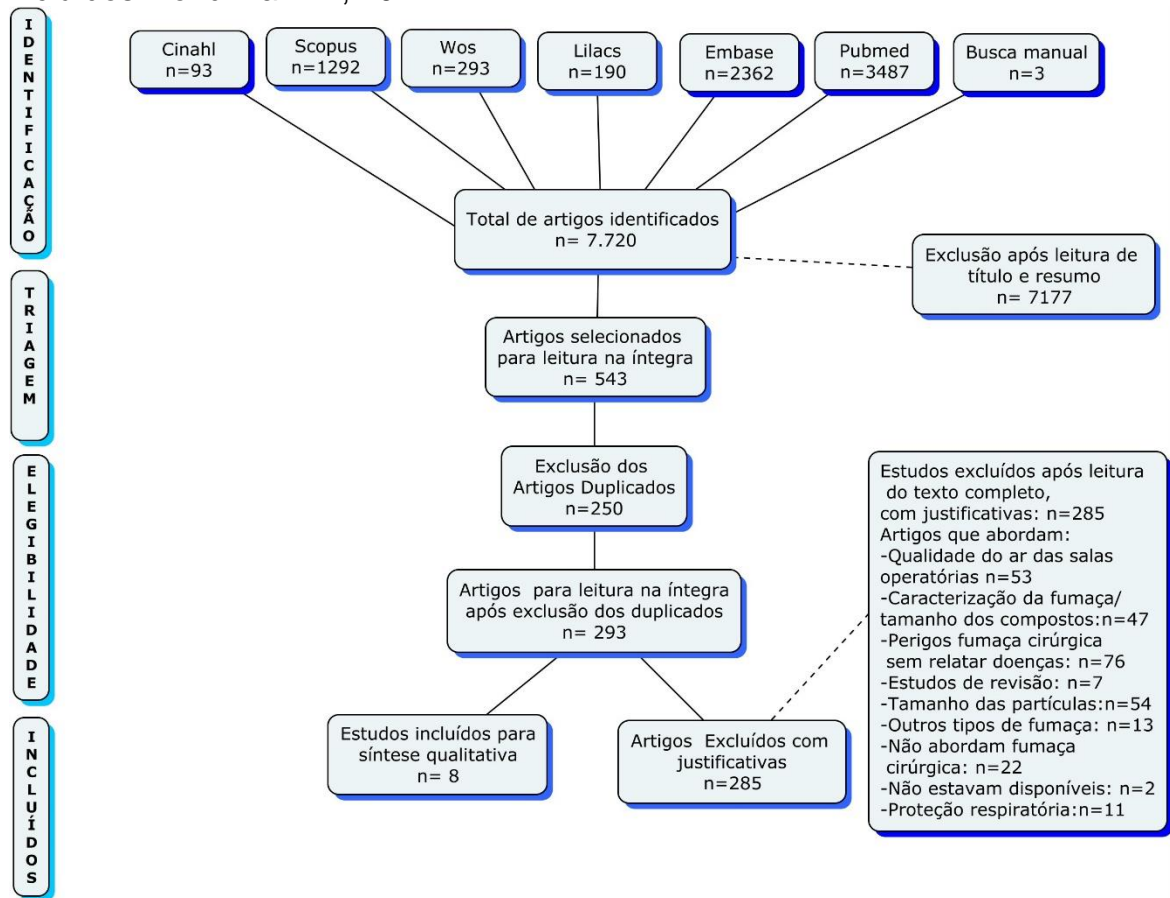 IDENTIFICAÇÃO
Cinahl
n=93
Scopus
n=1292
Wos
n=293
Lilacs
n=190
Embase
n=2362
Pubmed
n=3487
Busca manual
n=3
Total de artigos identificados
n= 7.720
Exclusão após leitura de
título e resumo
n= 7177
TRIAGEM
Artigos selecionados
para leitura na íntegra
n= 543
ELEGIBILIDADE
Exclusão dos
Artigos Duplicados
n=250
Artigos para leitura na íntegra
após exclusão dos duplicados
n= 293
Estudos excluídos após leitura
do texto completo,
com justificativas: n=285
Artigos que abordam:
-Qualidade do ar das salas
operatórias n=53
-Caracterização da fumaça/
tamanho dos compostos:n=47
-Perigos fumaça cirúrgica
sem relatar doenças: n=76
-Estudos de revisão: n=7
-Tamanho das partículas:n=54
-Outros tipos de fumaça: n=13
-Não abordam fumaça
cirúrgica: n=22
-Não estavam disponíveis: n=2
-Proteção respiratória:n=11
INCLUÍDOS
Estudos incluídos para
síntese qualitativa
n= 8
Artigos Excluídos com
justificativas
n=285